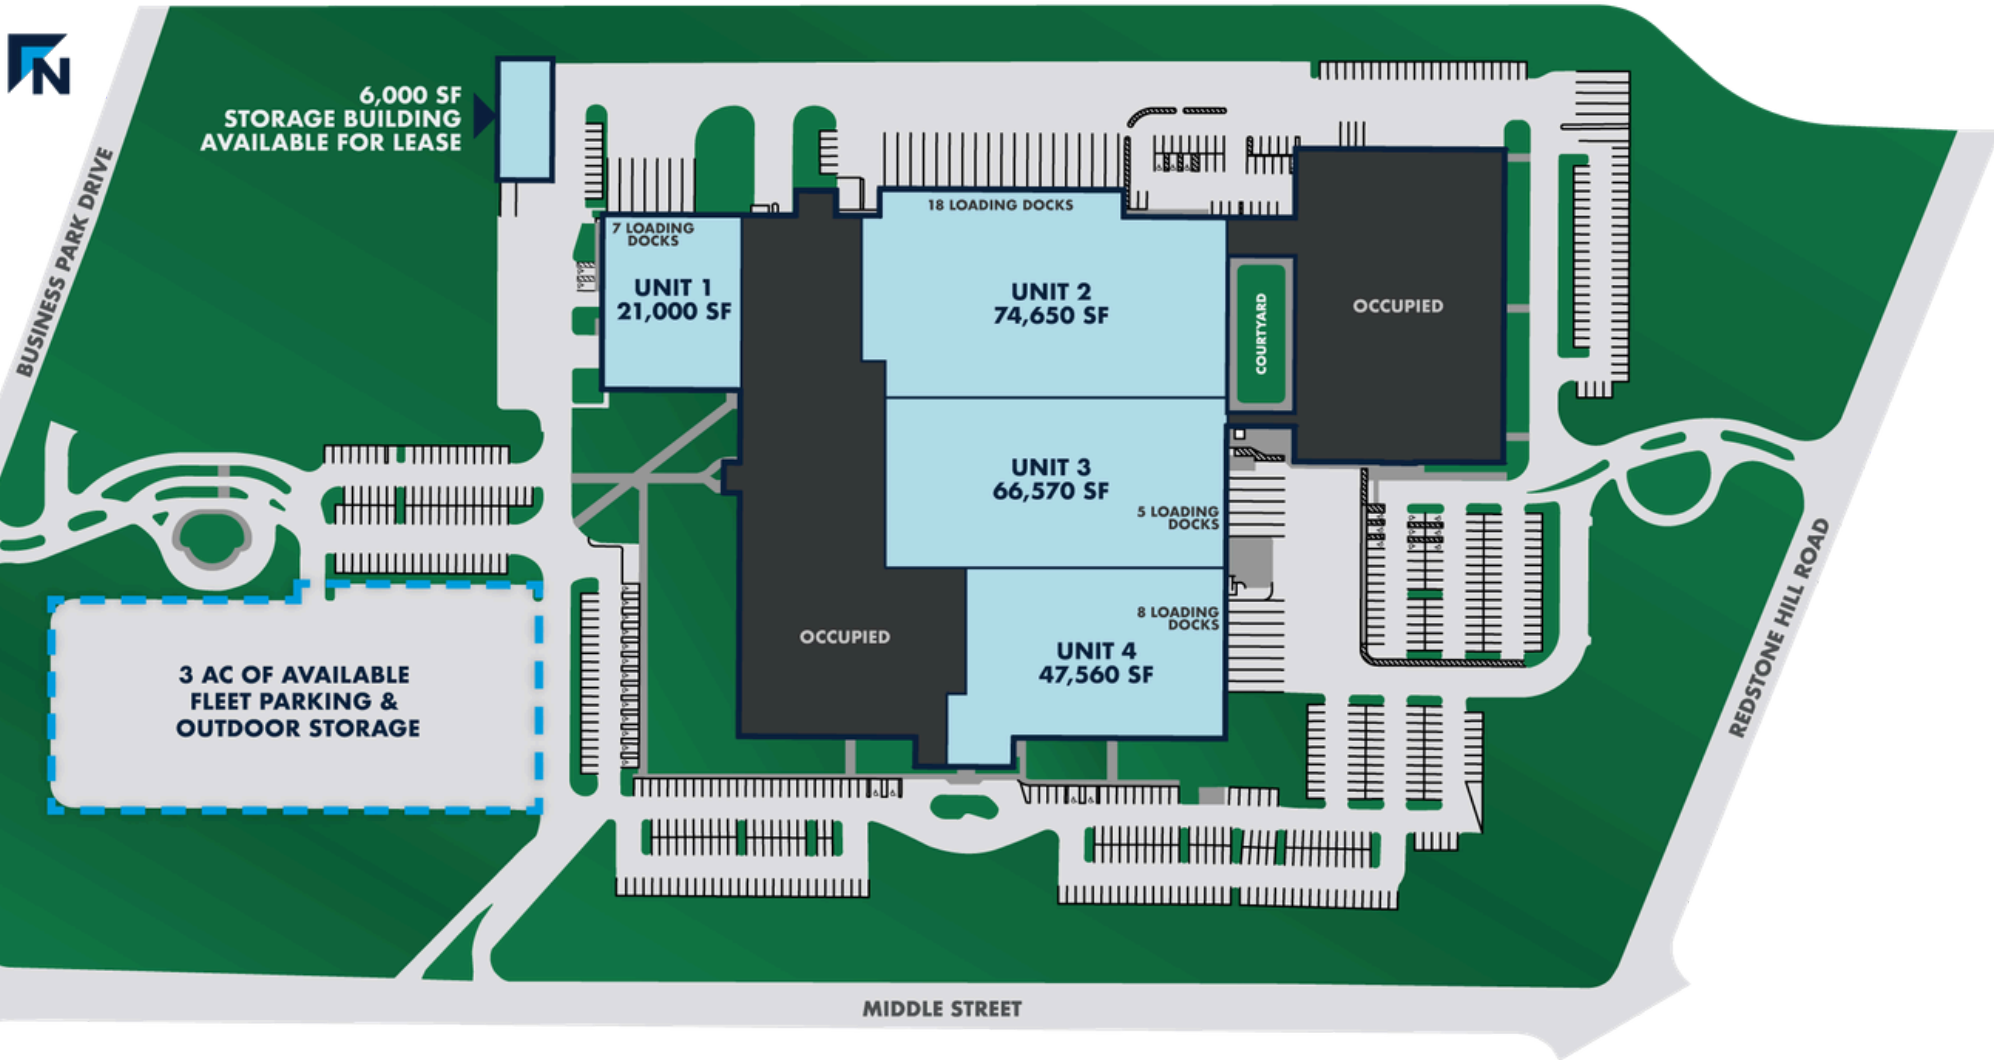 N
6,000 SF
STORAGE BUILDING
AVAILABLE FOR LEASE
BUSINESS PARK DRIVE
18 LOADING DOCKS
7 LOADING
DOCKS
UNIT 1
21,000 SF
UNIT 2
74,650 SF
COURTYARD
OCCUPIED
UNIT 3
66,570 SF
5 LOADING
DOCKS
8 LOADING
DOCKS
OCCUPIED
UNIT 4
47,560 SF
3 AC OF AVAILABLE
FLEET PARKING &
OUTDOOR STORAGE
REDSTONE HILL ROAD
MIDDLE STREET